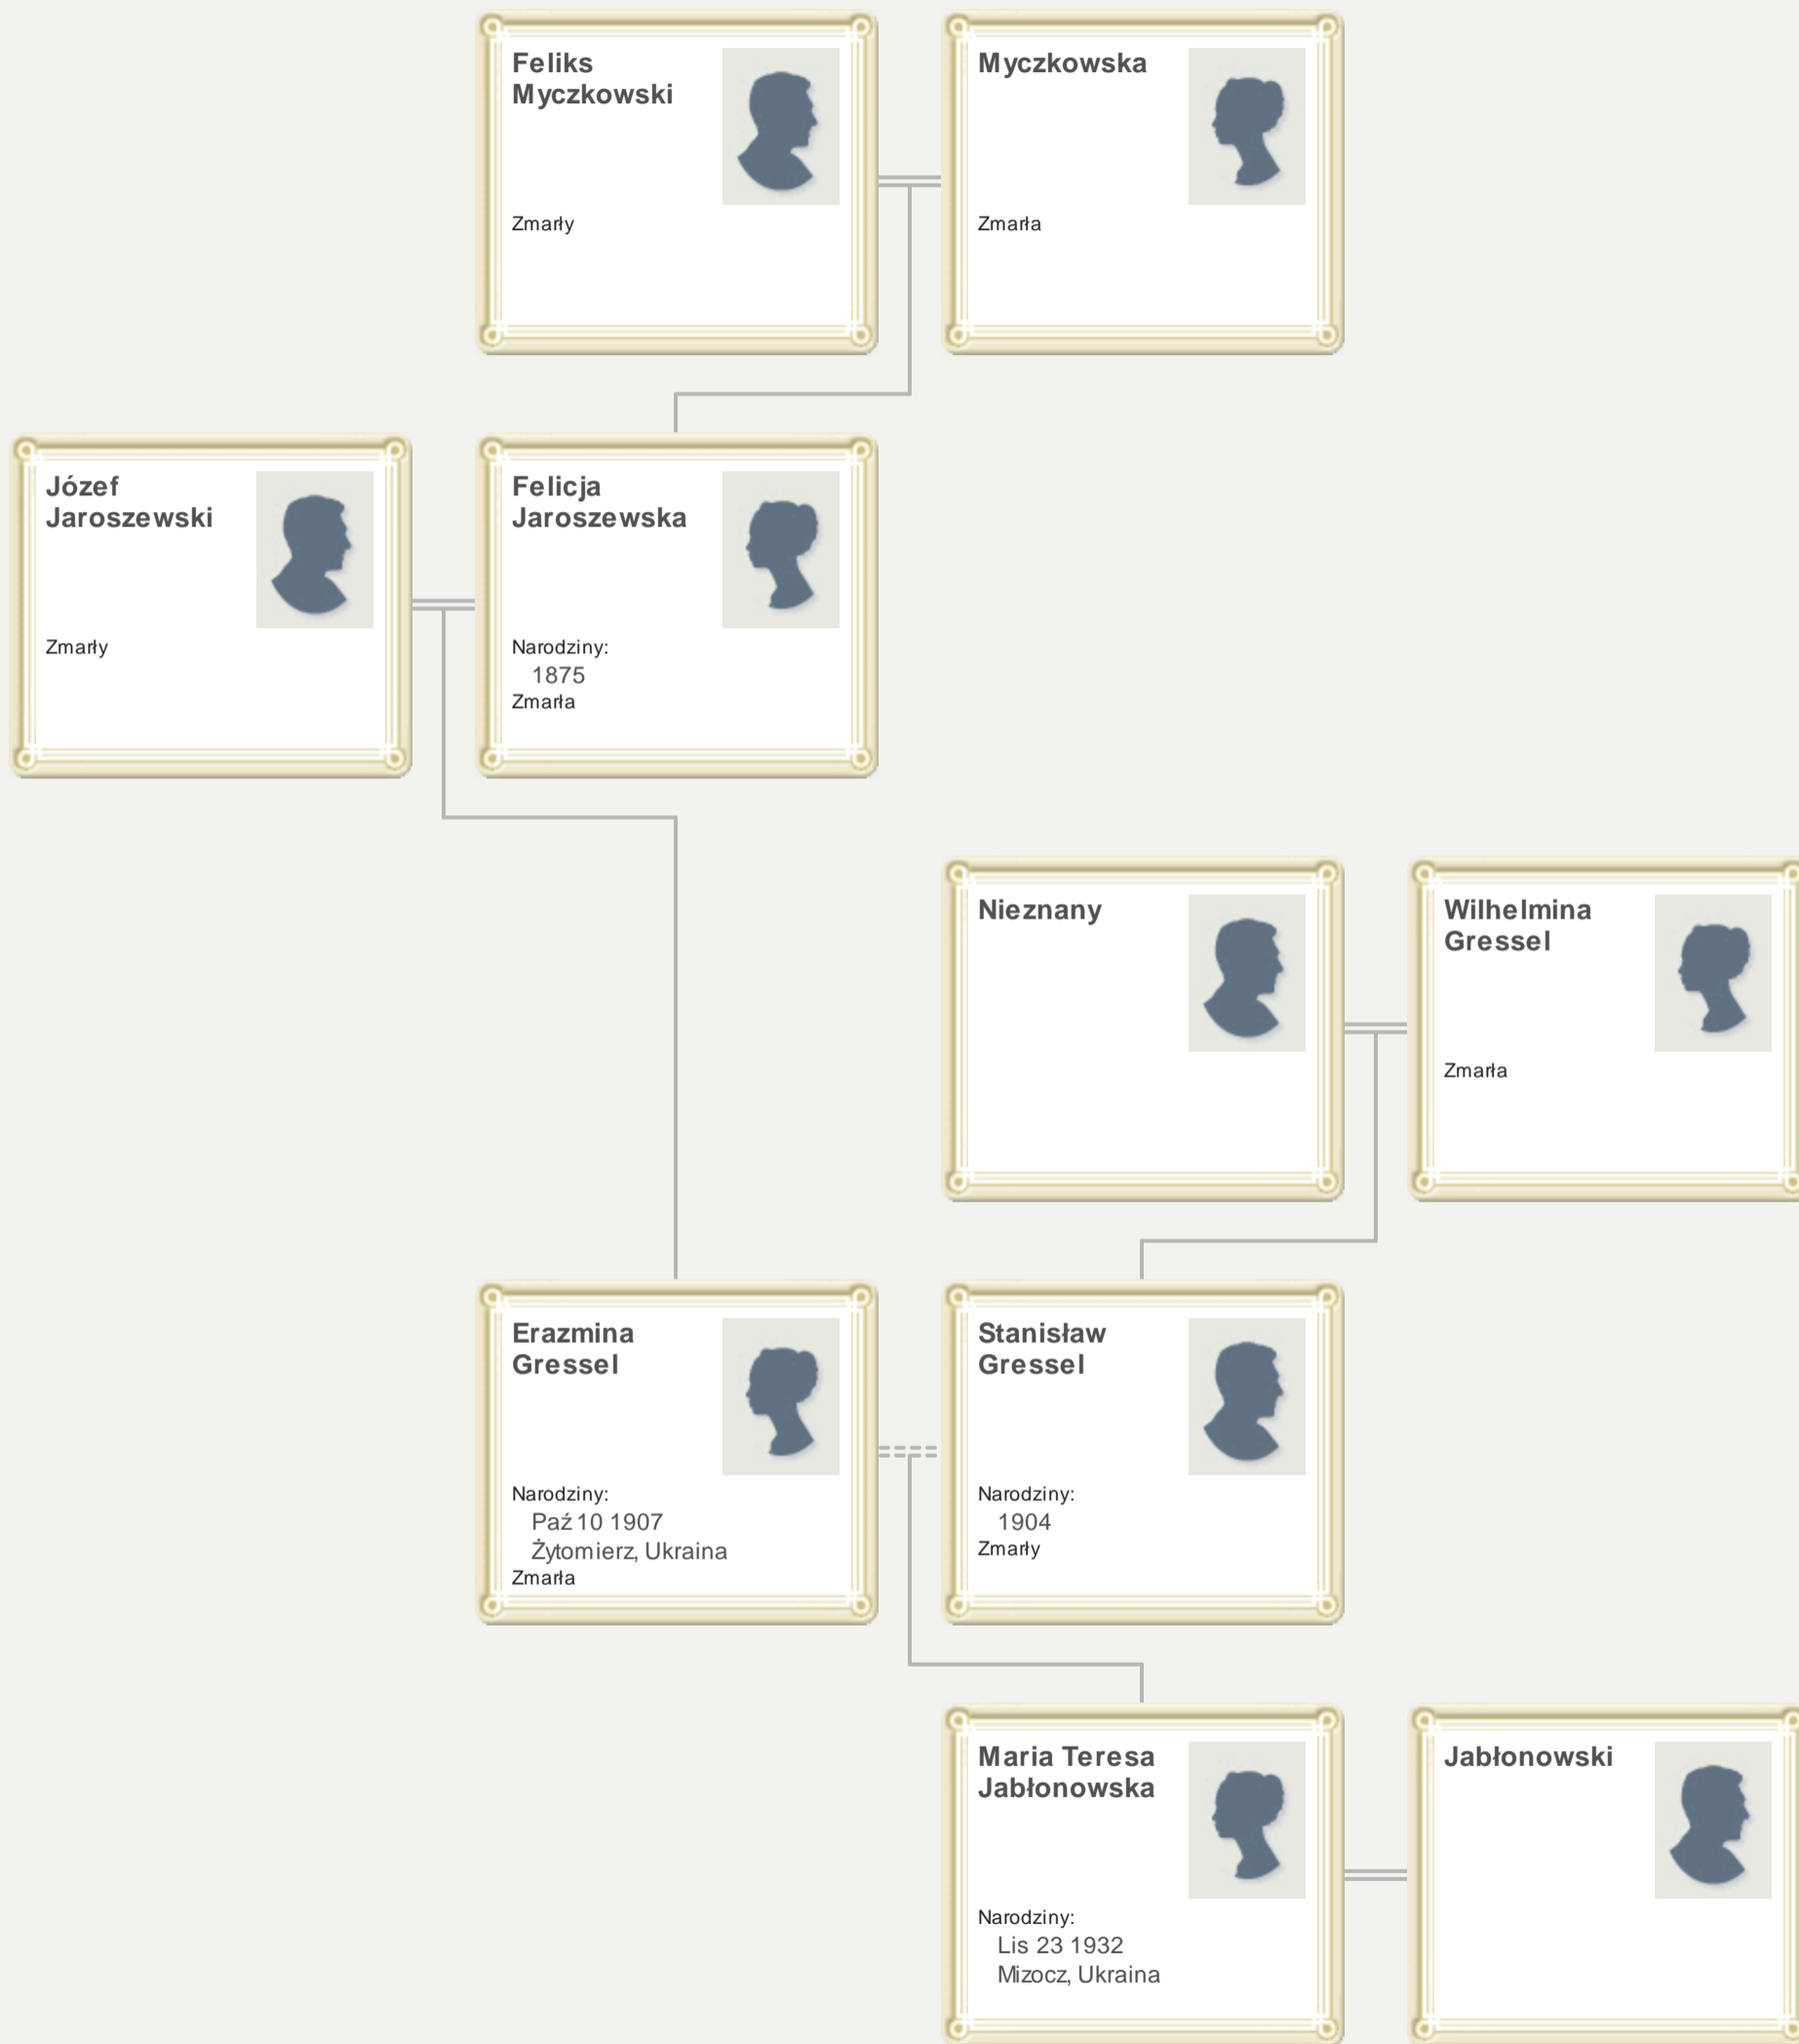 Feliks
Myczkowski
Zmarły
Myczkowska
Zmarła
Józef
Jaroszewski
Zmarły
Felicja
Jaroszewska
Narodziny:
1875
Zmarła
Nieznany
Wilhelmina
Gressel
Zmarła
Erazmina
Gressel
Narodziny:
Paź 10 1907
Żytomierz, Ukraina
Zmarła
Stanisław
Gressel
Narodziny:
1904
Zmarły
Maria Teresa
Jabłonowska
Narodziny:
Lis 23 1932
Mizocz, Ukraina
Jabłonowski